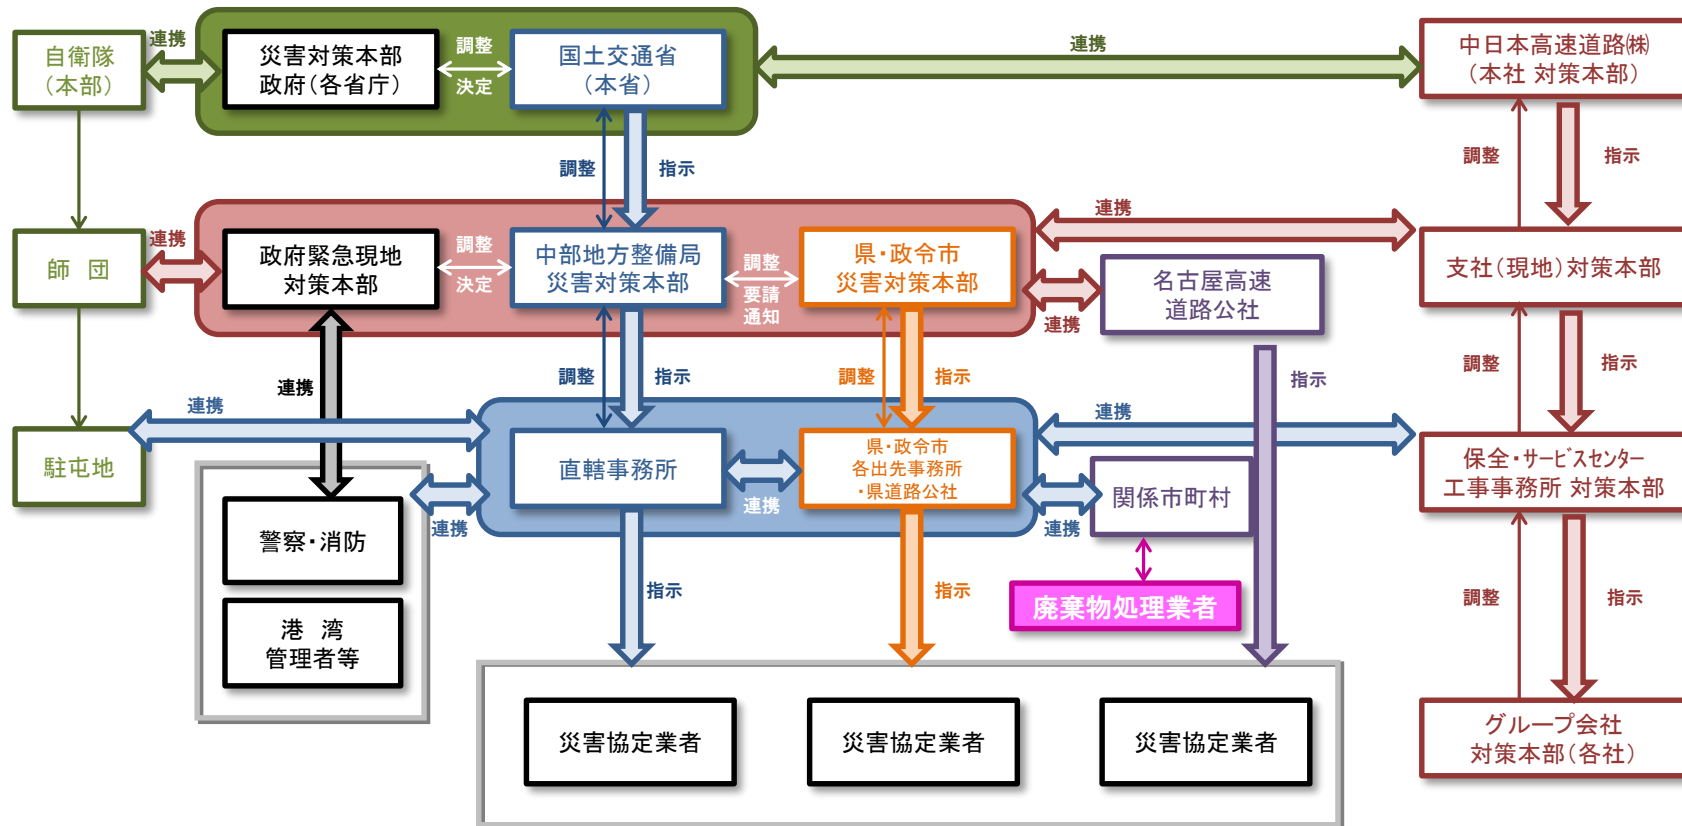 自衛隊
(本部)
連携
災害対策本部
政府(各省庁)
調整
決定
国土交通省
(本省)
連携
中日本高速道路㈱
(本社 対策本部)
調整
指示
調整
指示
師 団
連携
政府緊急現地
対策本部
調整
決定
中部地方整備局
災害対策本部
調整
要請
通知
県・政令市
災害対策本部
連携
連携
名古屋高速
道路公社
支社(現地)対策本部
連携
調整
指示
調整
指示
指示
調整
指示
駐屯地
連携
直轄事務所
連携
県・政令市
各出先事務所
・県道路公社
連携
連携
関係市町村
保全・サービスセンター
工事事務所 対策本部
連携
警察・消防
港 湾
管理者等
指示
指示
廃棄物処理業者
調整
指示
災害協定業者
災害協定業者
災害協定業者
グループ会社
対策本部(各社)